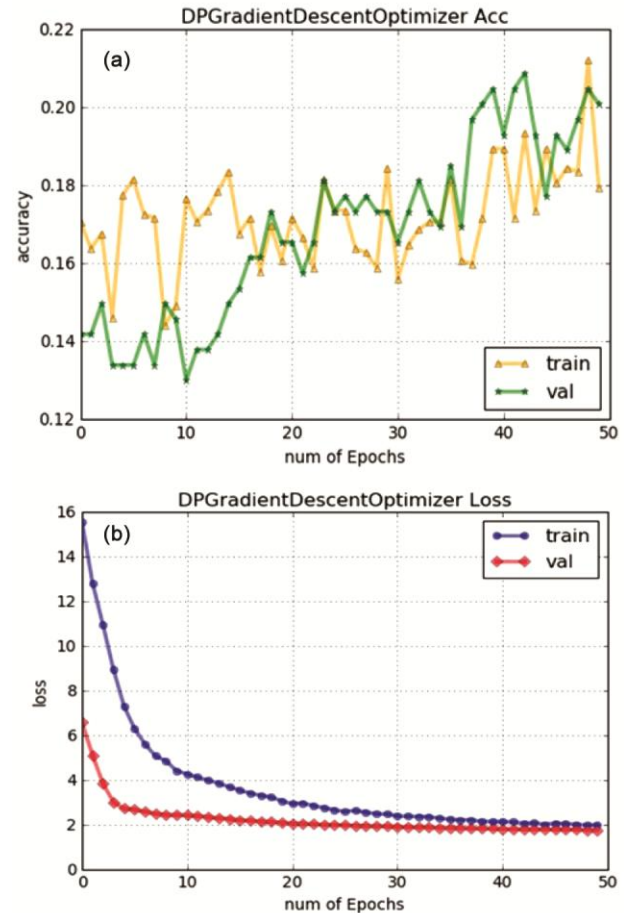 DPGradientDescentOptimizer Acc
0.22
(a)
0.20
0.18
accuracy
0.16
0.14
train
val
0.12
0 10 20 30 40 50
num of Epochs
DPGradientDescentOptimizer Loss
16
(b)
train
val
14
12
10
loss
8
6
4
2
0
0 10 20 30 40 50
num of Epochs